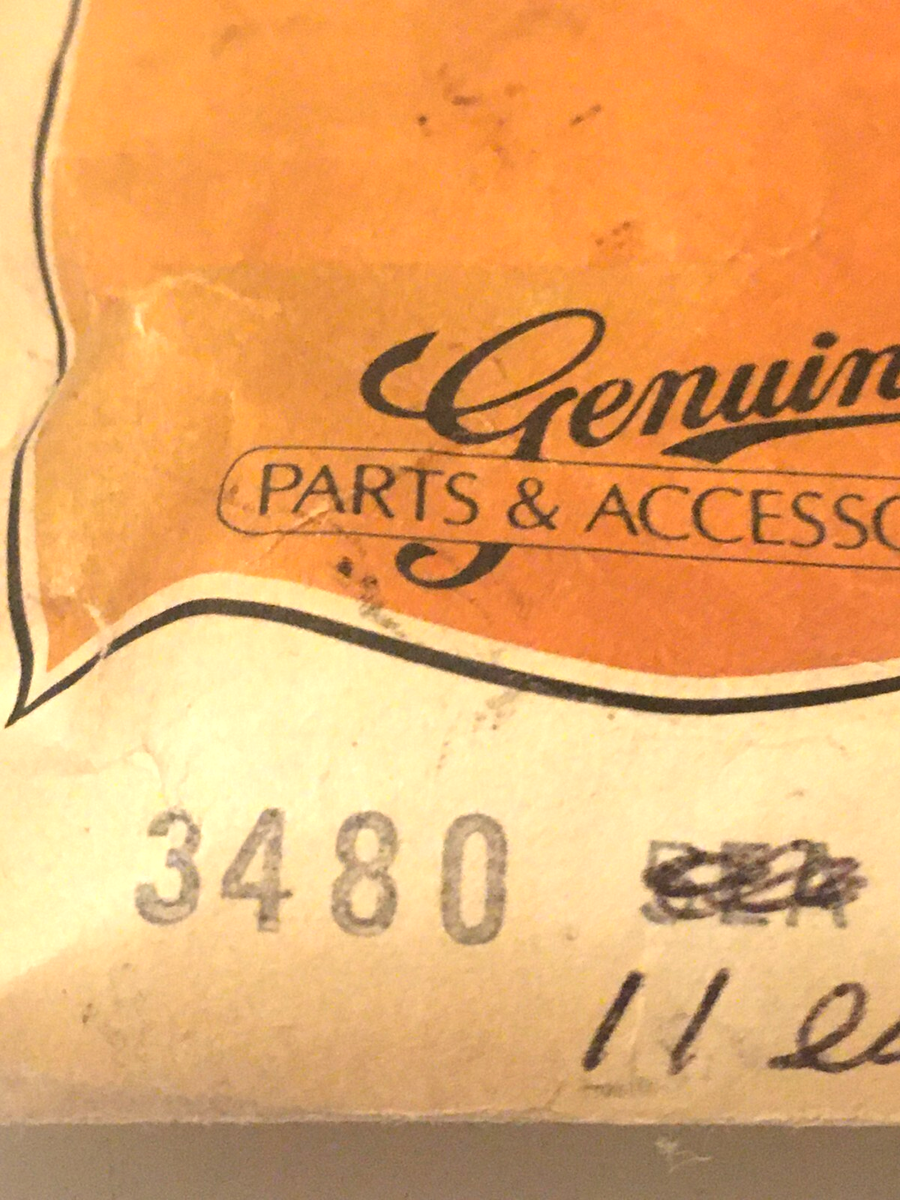 Genuin
PARTS & ACCESSO
3480
11 ea